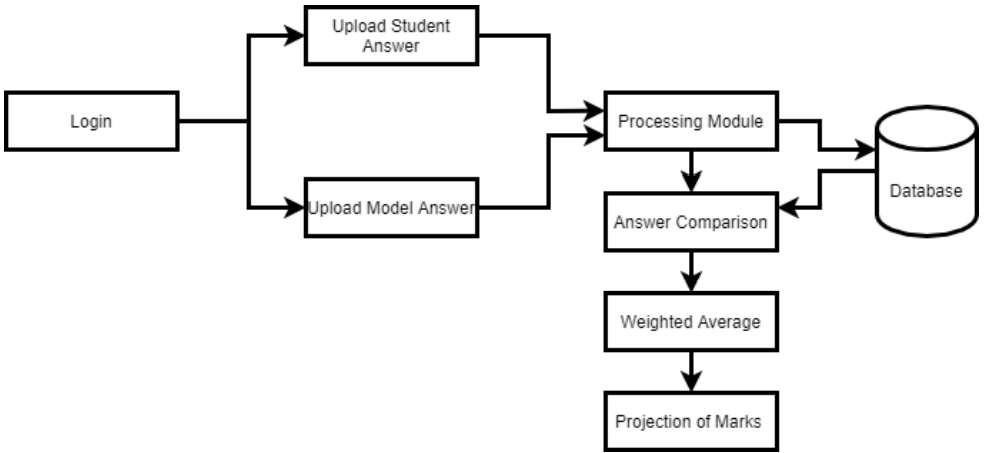 Upload Student
Answer
Login
Processing Module
Database
Upload Model Answer
Answer Comparison
Weighted Average
Projection of Marks